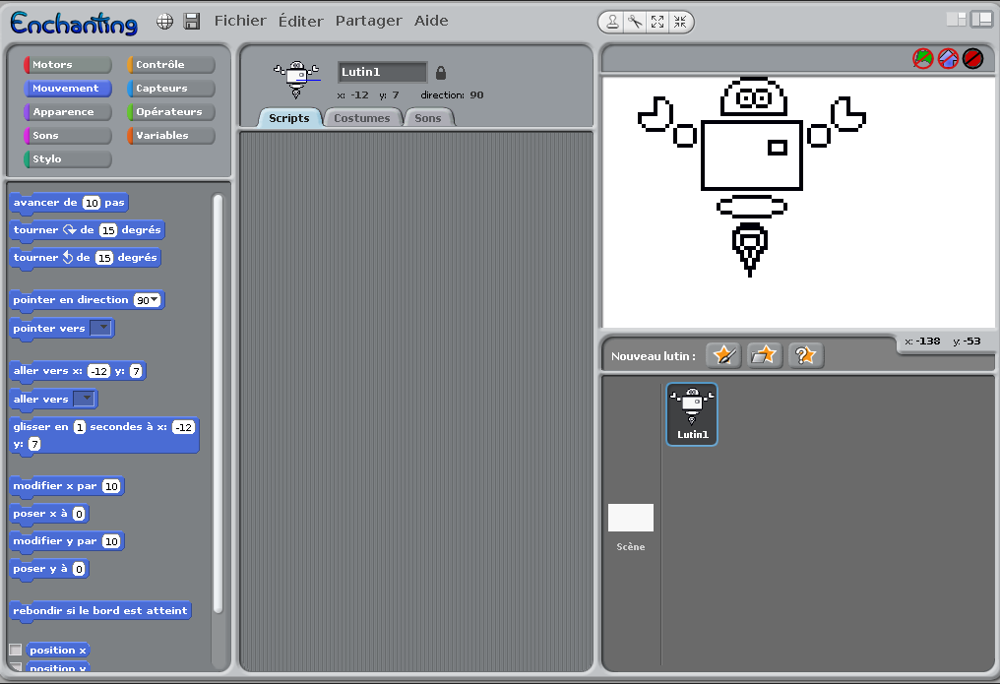 Enchanting
Fichier Éditer Partager Aide
Motors Contrôle
Mouvement Capteurs
Apparence Opérateurs
Sons Variables
Stylo
Lutin1
x: -12 y: 7 direction: 90
Scripts Costumes Sons
avancer de 10 pas
tourner de 15 degrés
tourner de 15 degrés
pointer en direction 90
pointer vers
aller vers x: -12 y: 7
aller vers
glisser en 1 secondes à x: -12
y: 7
modifier x par 10
poser x à 0
modifier y par 10
poser y à 0
rebondir si le bord est atteint
position x
position y
x: -138 y: -53
Nouveau lutin :
Lutin1
Scène